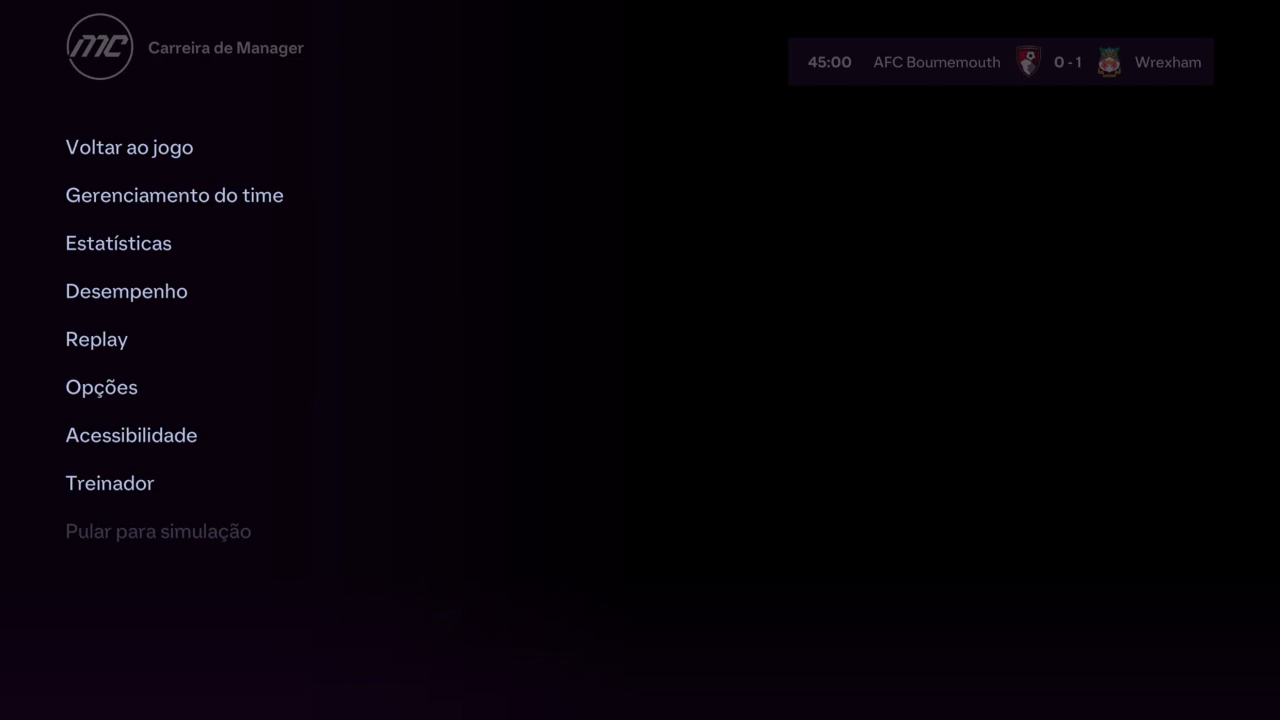 MC Carreira de Manager
45:00 AFC Bournemouth 0 - 1 Wrexham
Voltar ao jogo
Gerenciamento do time
Estatísticas
Desempenho
Replay
Opções
Acessibilidade
Treinador
Pular para simulação